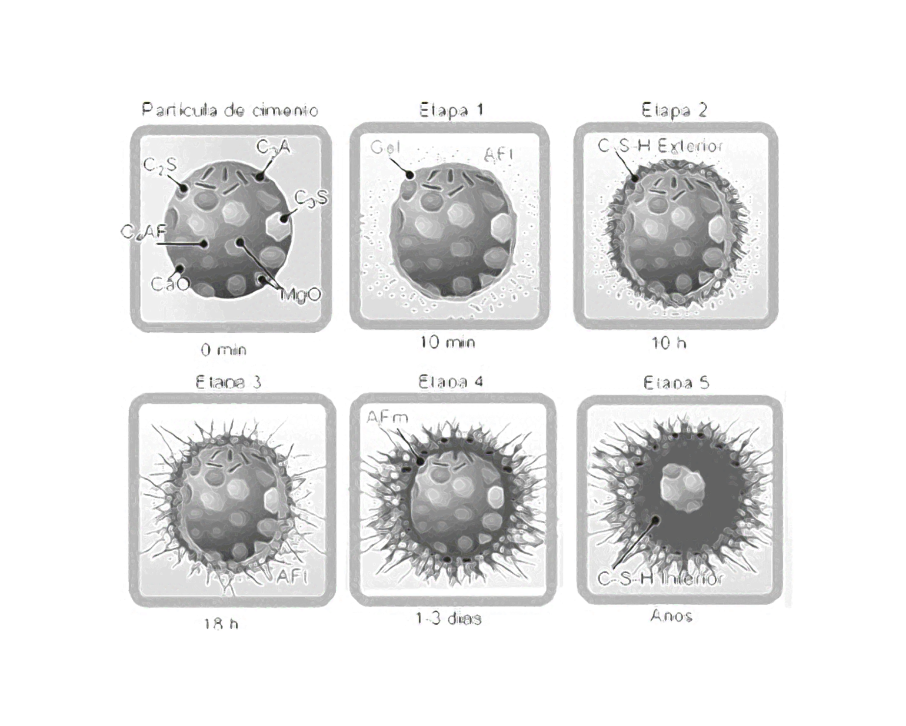 Partícula de cimento
Etapa 1
Etapa 2
C₂S
C₃A
C₃S
C₄AF
CaO
MgO
Gel
AFt
C-S-H Exterior
0 min
10 min
10 h
Etapa 3
Etapa 4
Etapa 5
AFt
AFm
C-S-H Interior
18 h
1-3 dias
Anos